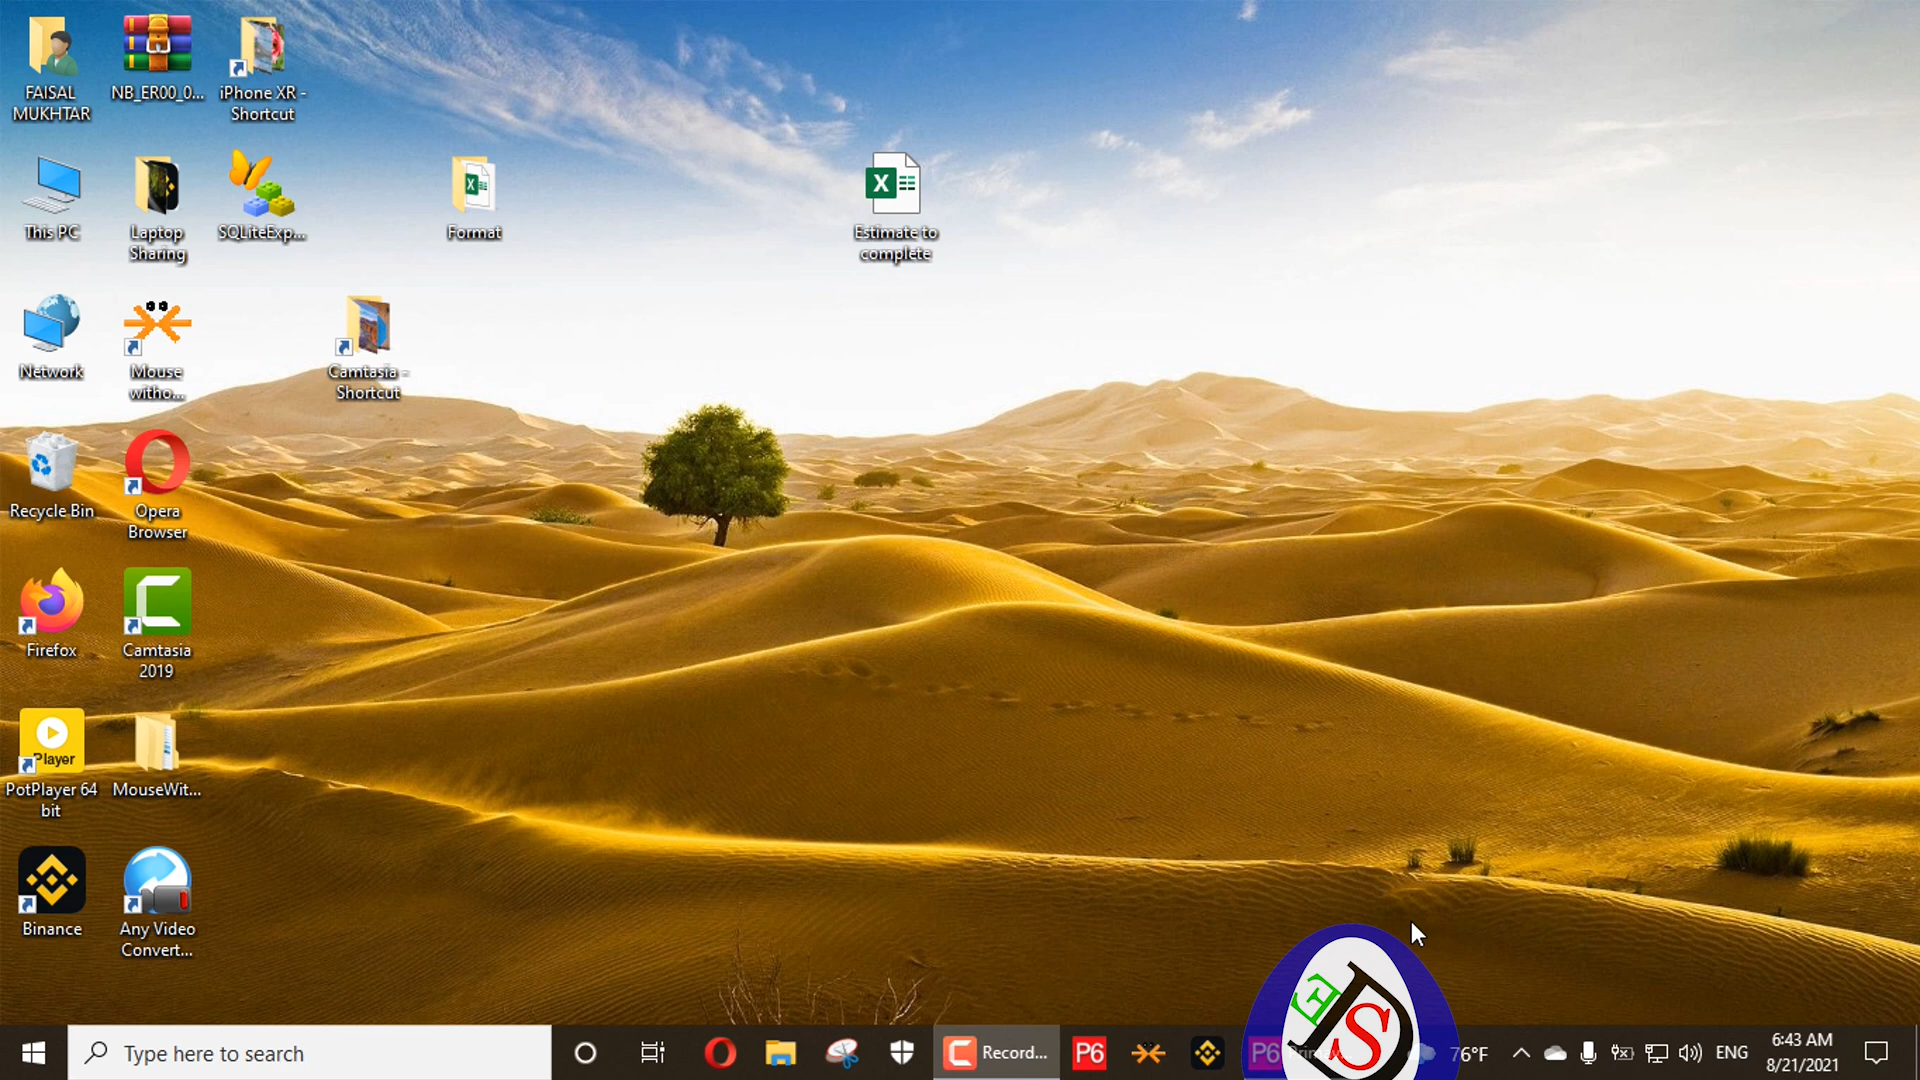 FAISAL
MUKHTAR
NB_ER00_0...
iPhone XR -
Shortcut
This PC
Laptop
Sharing
SQLiteExp...
Format
Estimate to
complete
Network
Mouse
witho...
Camtasia -
Shortcut
Recycle Bin
Opera
Browser
Firefox
Camtasia
2019
Player
PotPlayer 64
bit
MouseWit...
Binance
Any Video
Convert...
Type here to search
Record...
P6
P6
E
P
S
76°F
ENG
6:43 AM
8/21/2021